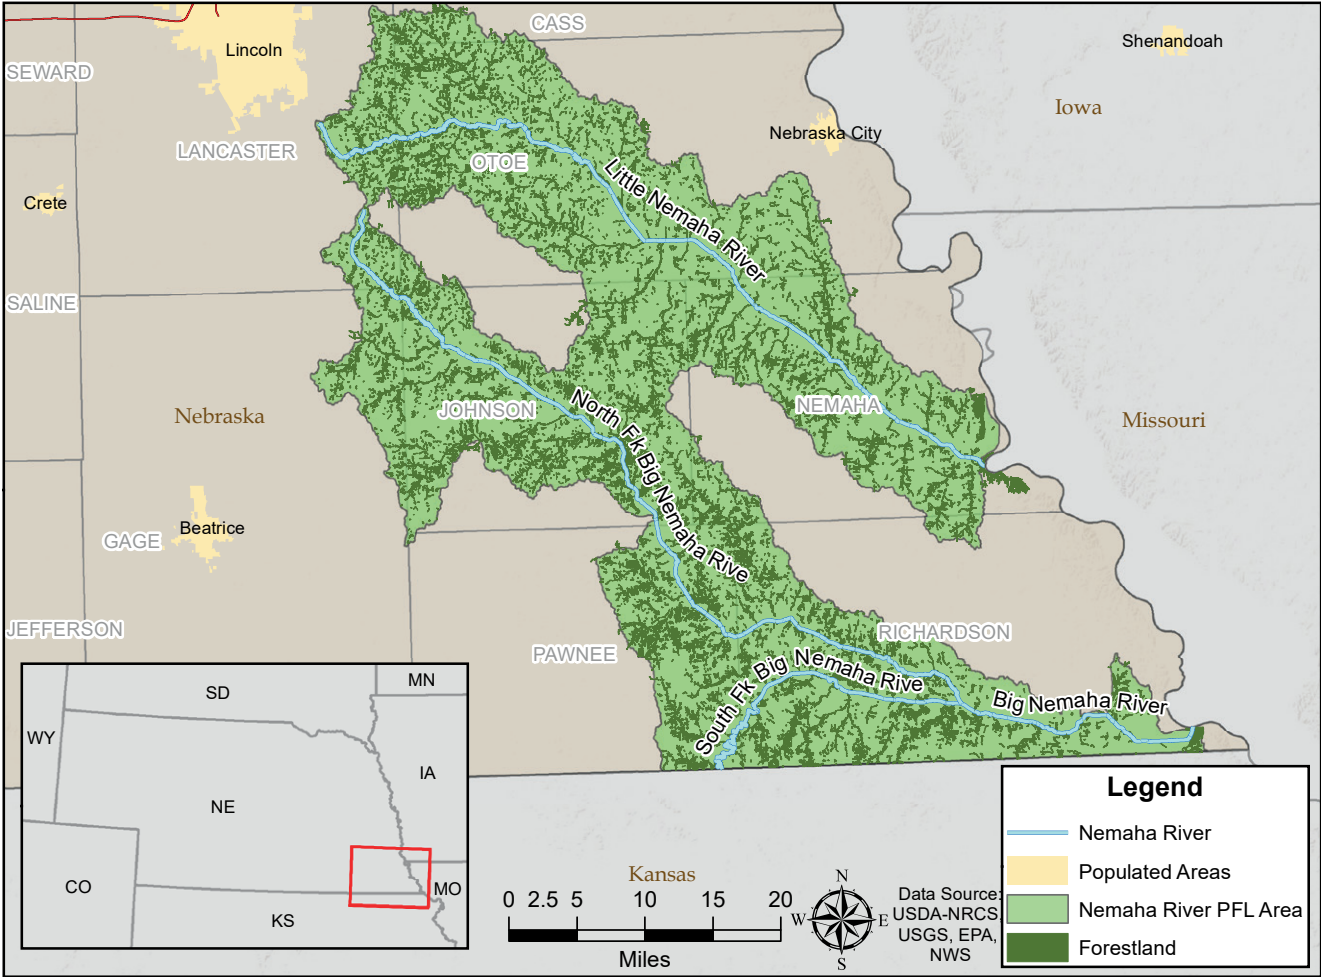 CASS
Lincoln
Shenandoah
SEWARD
Iowa
Nebraska City
LANCASTER
OTOE
Little Nemaha River
Crete
SALINE
Nebraska
JOHNSON
North Fk Big Nemaha Rive
NEMAHA
Missouri
Beatrice
GAGE
JEFFERSON
PAWNEE
RICHARDSON
South Fk Big Nemaha Rive
Big Nemaha River
SD
MN
WY
IA
NE
CO
MO
KS
Kansas
0 2.5 5 10 15 20
Miles
N
W E
S
Data Source:
USDA-NRCS,
USGS, EPA,
NWS
Legend
Nemaha River
Populated Areas
Nemaha River PFL Area
Forestland